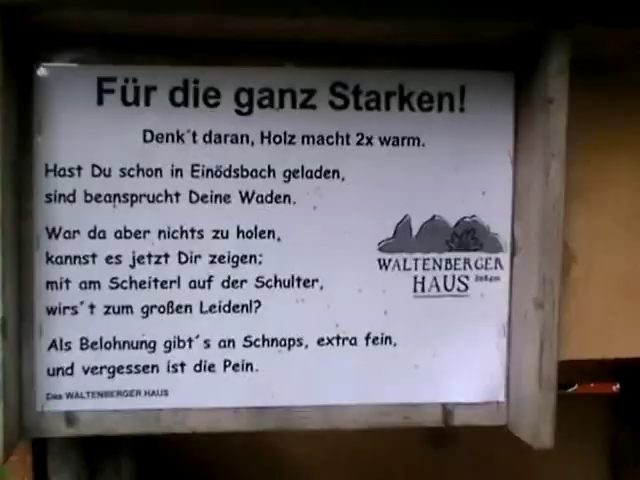 Für die ganz Starken!
Denk´t daran, Holz macht 2x warm.
Hast Du schon in Einödsbach geladen,
sind beansprucht Deine Waden.
War da aber nichts zu holen,
kannst es jetzt Dir zeigen;
mit am Scheiterl auf der Schulter,
wirs´t zum großen Leidenl?
WALTENBERGER
HAUS
Als Belohnung gibt´s an Schnaps, extra fein,
und vergessen ist die Pein.
Das WALTENBERGER HAUS